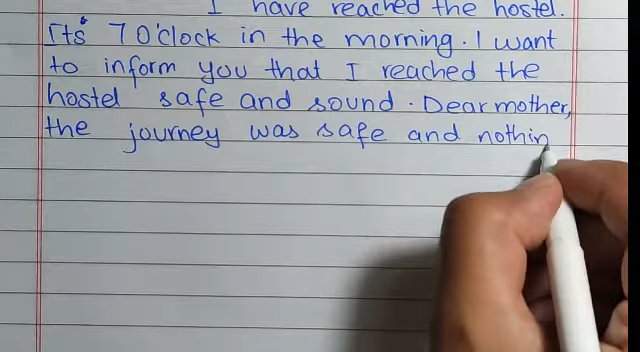 I have reached the hostel.
Its 7 O'clock in the morning. I want
to inform you that I reached the
hostel safe and sound. Dear mother,
the journey was safe and nothin